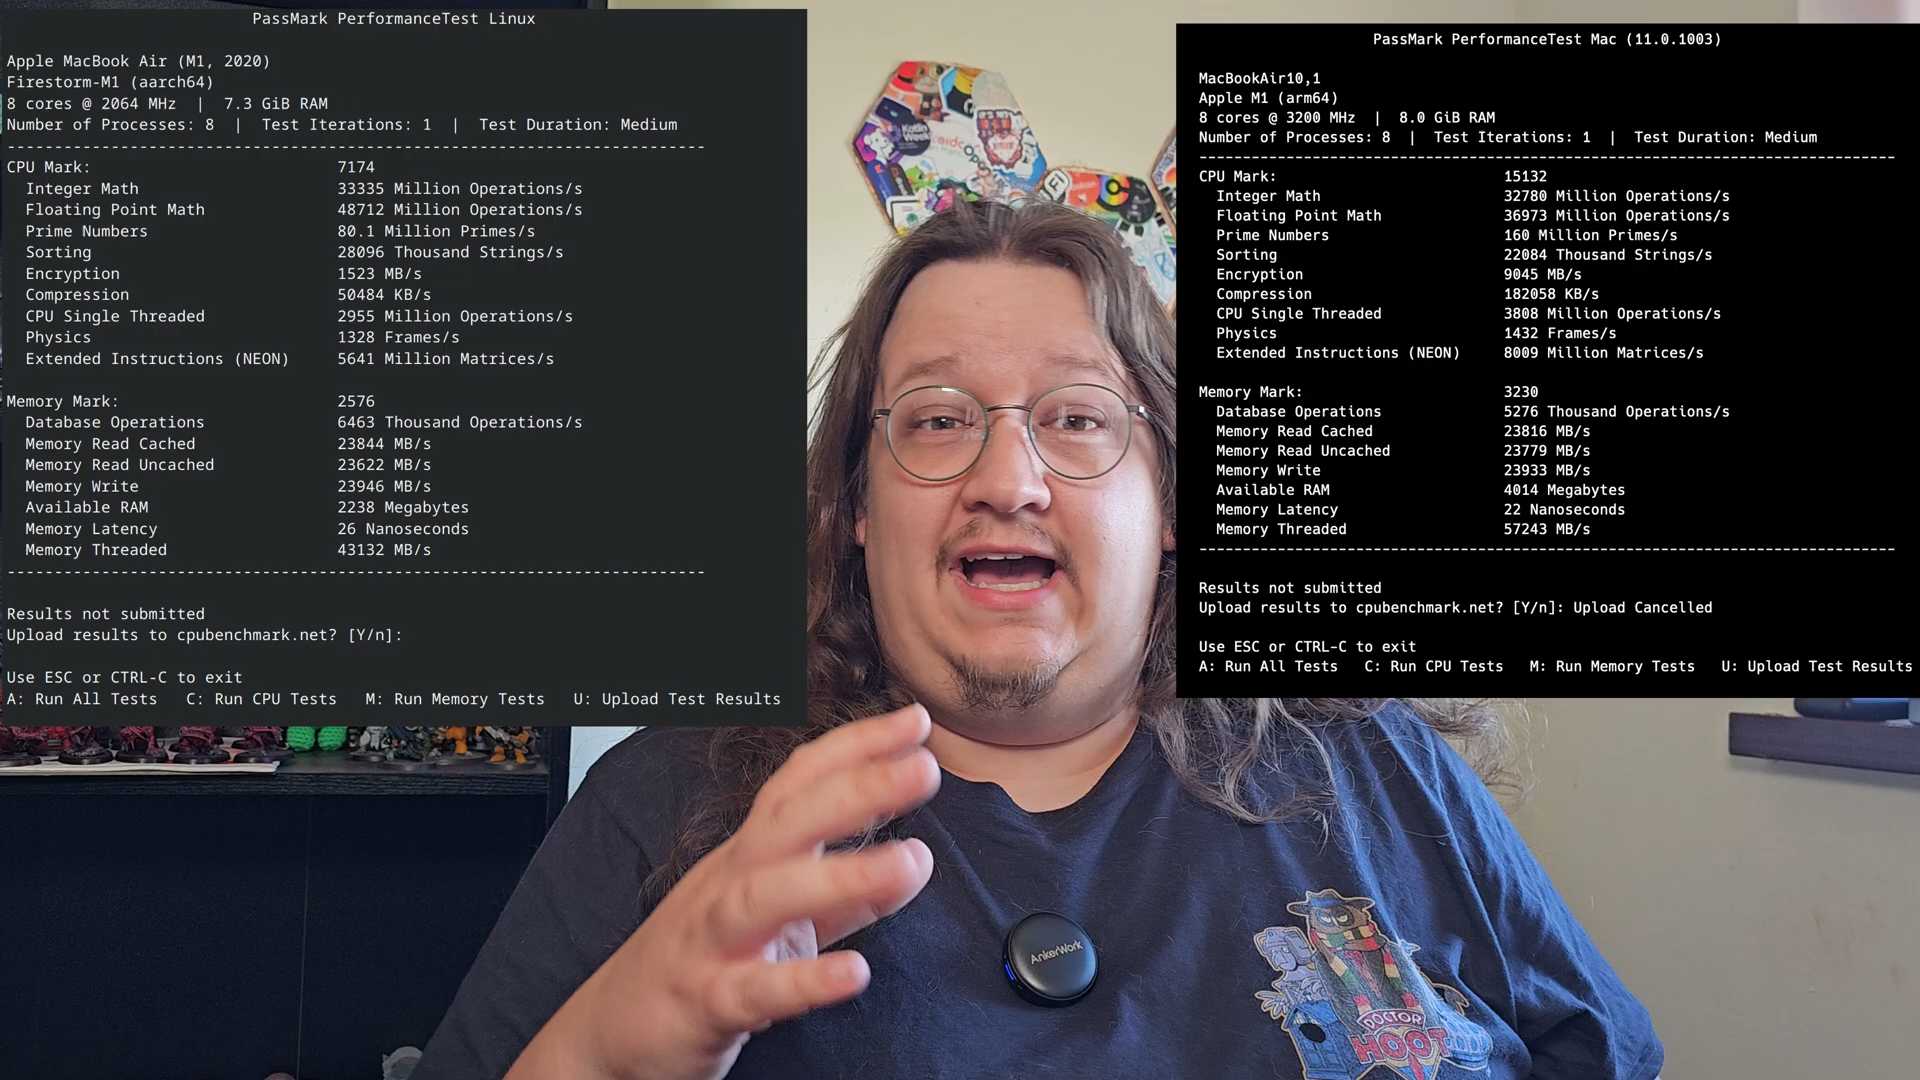 PassMark PerformanceTest Linux
Apple MacBook Air (M1, 2020)
Firestorm-M1 (aarch64)
8 cores @ 2064 MHz | 7.3 GiB RAM
Number of Processes: 8 | Test Iterations: 1 | Test Duration: Medium
--------------------------------------------------------------------------
CPU Mark: 7174
Integer Math 33335 Million Operations/s
Floating Point Math 48712 Million Operations/s
Prime Numbers 80.1 Million Primes/s
Sorting 28096 Thousand Strings/s
Encryption 1523 MB/s
Compression 50484 KB/s
CPU Single Threaded 2955 Million Operations/s
Physics 1328 Frames/s
Extended Instructions (NEON) 5641 Million Matrices/s
Memory Mark: 2576
Database Operations 6463 Thousand Operations/s
Memory Read Cached 23844 MB/s
Memory Read Uncached 23622 MB/s
Memory Write 23946 MB/s
Available RAM 2238 Megabytes
Memory Latency 26 Nanoseconds
Memory Threaded 43132 MB/s
--------------------------------------------------------------------------
Results not submitted
Upload results to cpubenchmark.net? [Y/n]:
Use ESC or CTRL-C to exit
A: Run All Tests C: Run CPU Tests M: Run Memory Tests U: Upload Test Results
PassMark PerformanceTest Mac (11.0.1003)
MacBookAir10,1
Apple M1 (arm64)
8 cores @ 3200 MHz | 8.0 GiB RAM
Number of Processes: 8 | Test Iterations: 1 | Test Duration: Medium
--------------------------------------------------------------------------------
CPU Mark: 15132
Integer Math 32780 Million Operations/s
Floating Point Math 36973 Million Operations/s
Prime Numbers 160 Million Primes/s
Sorting 22084 Thousand Strings/s
Encryption 9045 MB/s
Compression 182058 KB/s
CPU Single Threaded 3808 Million Operations/s
Physics 1432 Frames/s
Extended Instructions (NEON) 8009 Million Matrices/s
Memory Mark: 3230
Database Operations 5276 Thousand Operations/s
Memory Read Cached 23816 MB/s
Memory Read Uncached 23779 MB/s
Memory Write 23933 MB/s
Available RAM 4014 Megabytes
Memory Latency 22 Nanoseconds
Memory Threaded 57243 MB/s
--------------------------------------------------------------------------------
Results not submitted
Upload results to cpubenchmark.net? [Y/n]: Upload Cancelled
Use ESC or CTRL-C to exit
A: Run All Tests C: Run CPU Tests M: Run Memory Tests U: Upload Test Results
AnkerWork
DOCTOR
HOOT